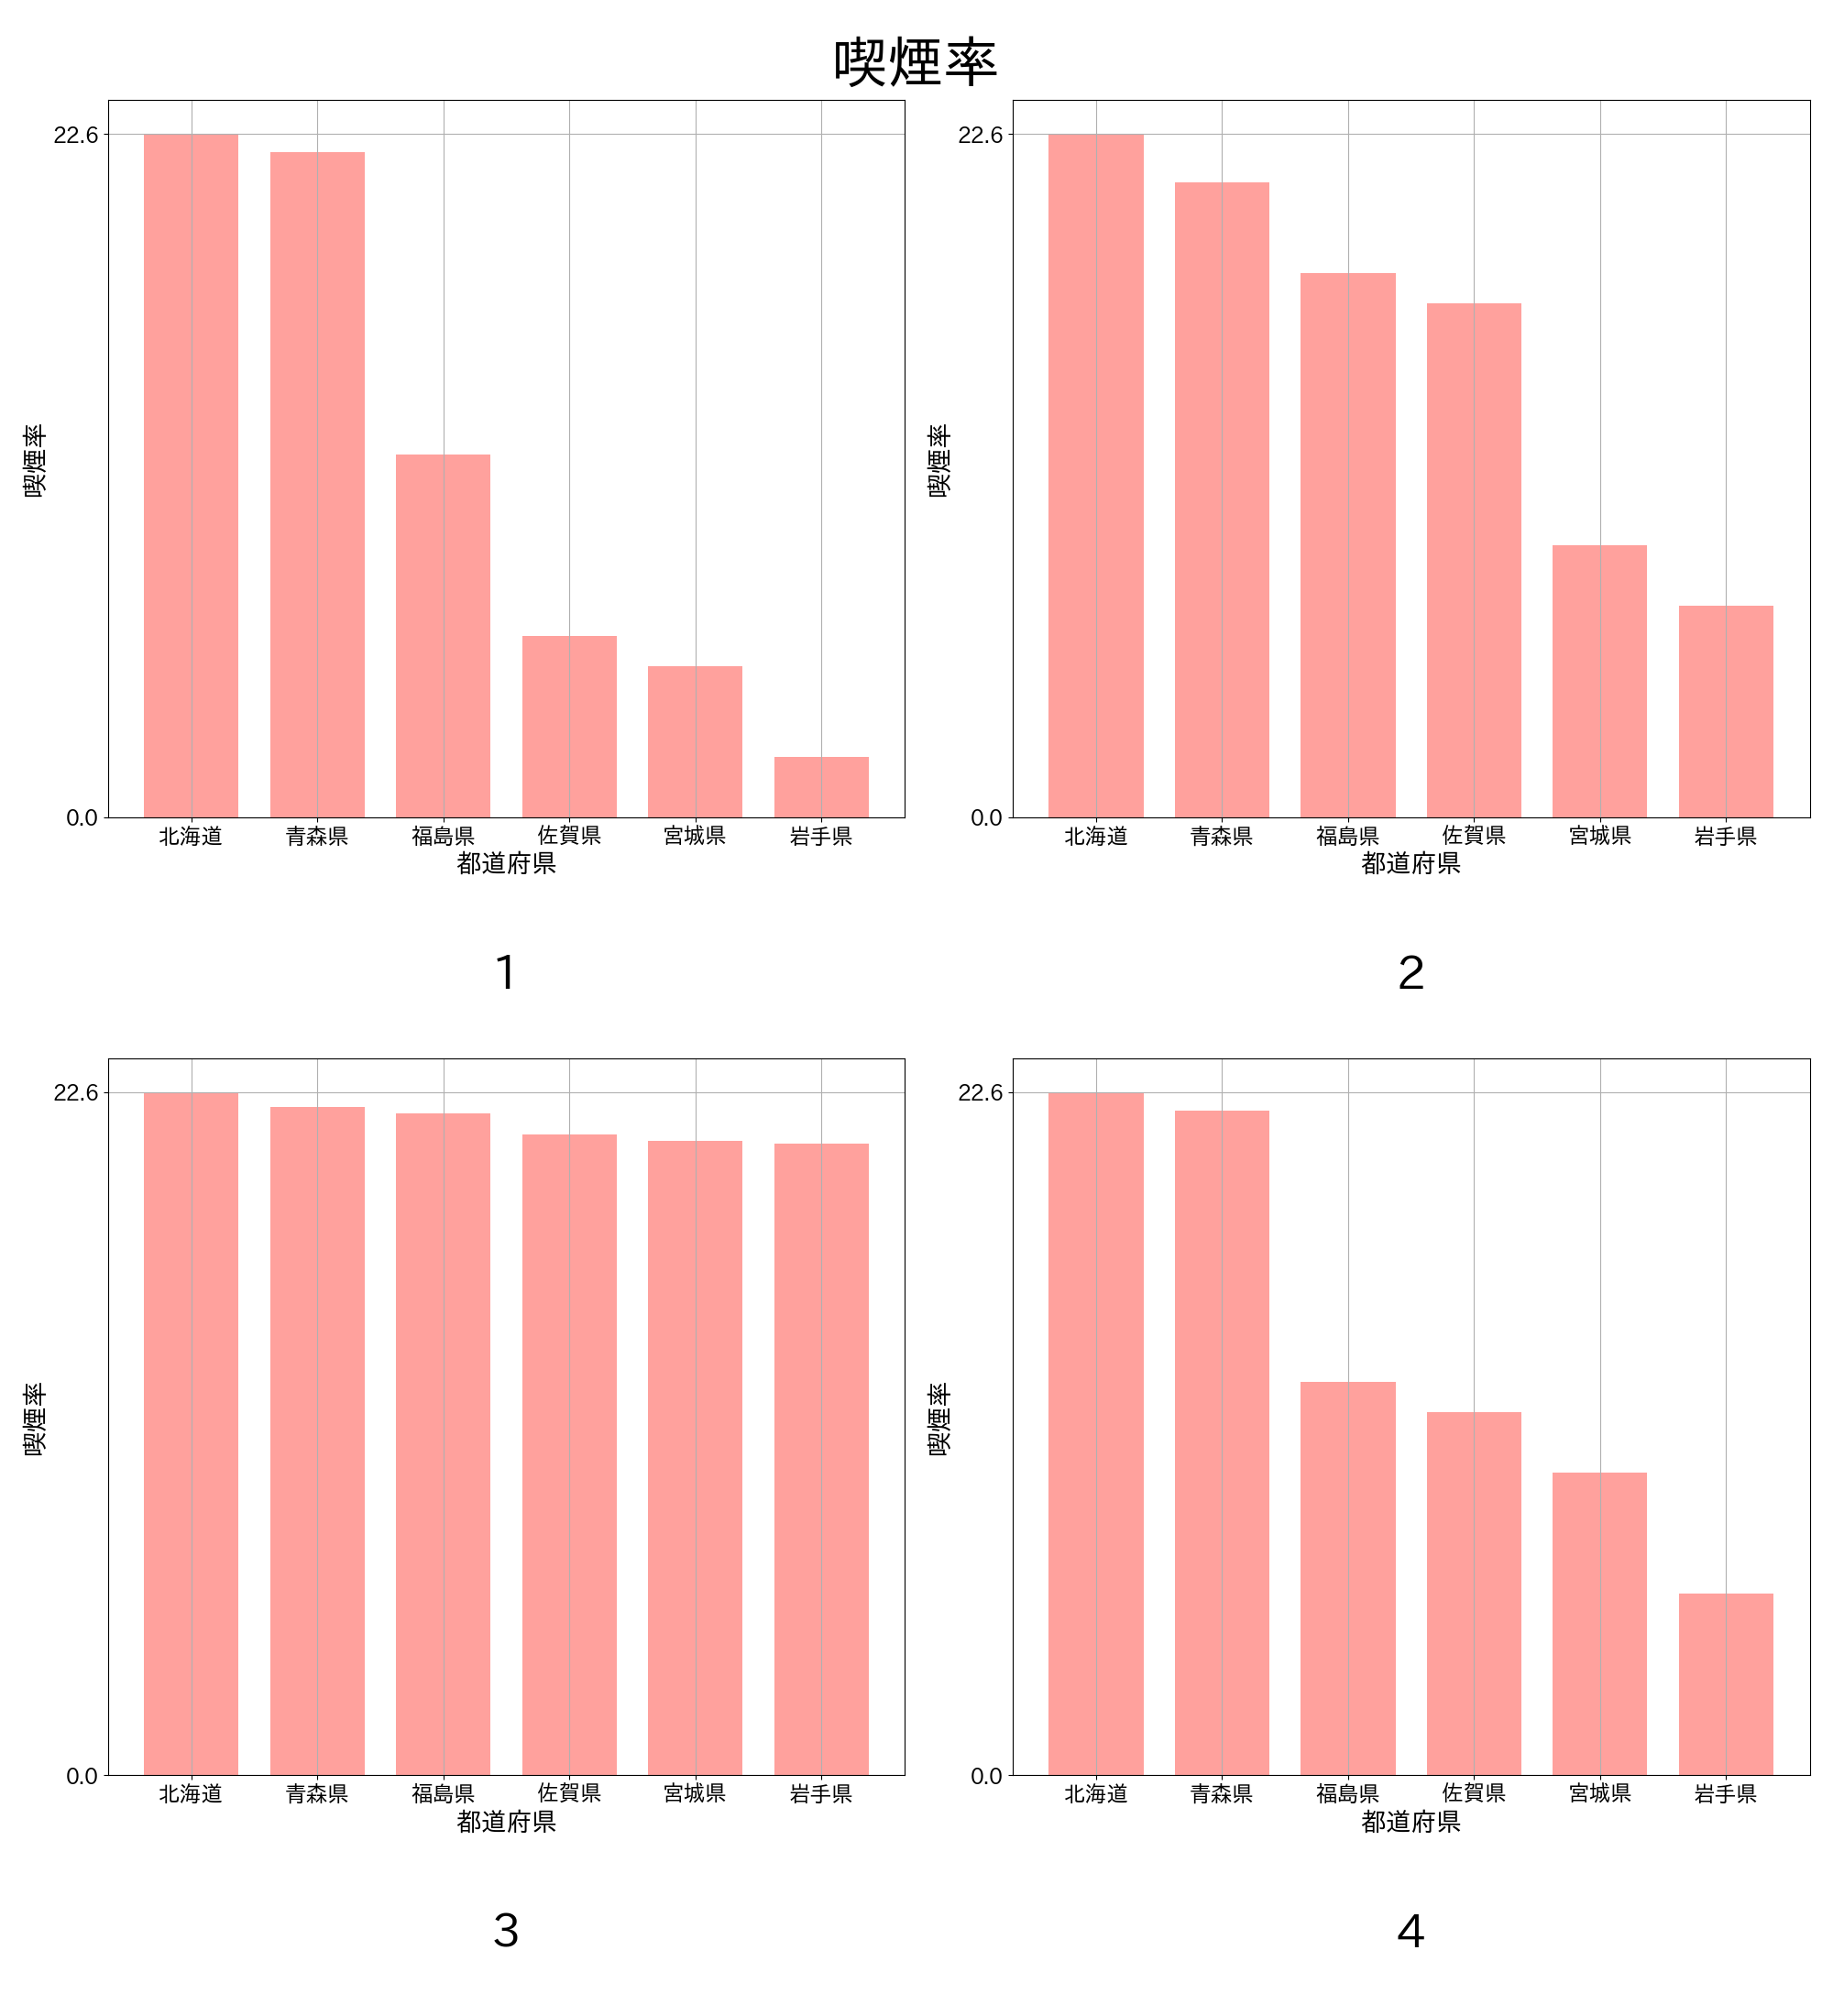 喫煙率
22.6
喫煙率
0.0
北海道 青森県 福島県 佐賀県 宮城県 岩手県
都道府県
1
22.6
喫煙率
0.0
北海道 青森県 福島県 佐賀県 宮城県 岩手県
都道府県
2
22.6
喫煙率
0.0
北海道 青森県 福島県 佐賀県 宮城県 岩手県
都道府県
3
22.6
喫煙率
0.0
北海道 青森県 福島県 佐賀県 宮城県 岩手県
都道府県
4